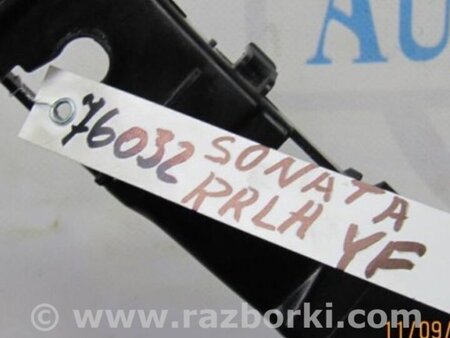 AU
76032 SONATA
RRLH YF
www.razborki.com
11/09/